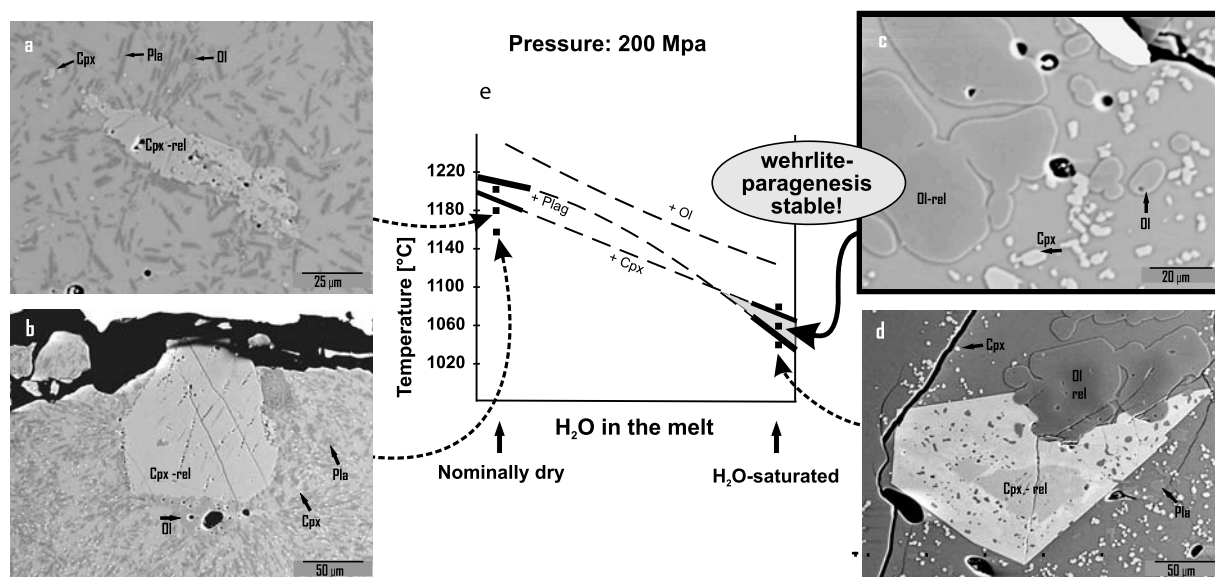 a
Cpx
Pla
Ol
Cpx -rel
25 µm
b
Cpx -rel
Pla
Cpx
Ol
50 µm
Pressure: 200 Mpa
e
Temperature [°C]
1220
1180
1140
1100
1060
1020
+ Plag
+ Ol
+ Cpx
H₂O in the melt
Nominally dry
H₂O-saturated
wehrlite-
paragenesis
stable!
c
Ol-rel
Ol
Cpx
20 µm
d
Cpx
Ol
rel
Cpx - rel
Pla
50 µm